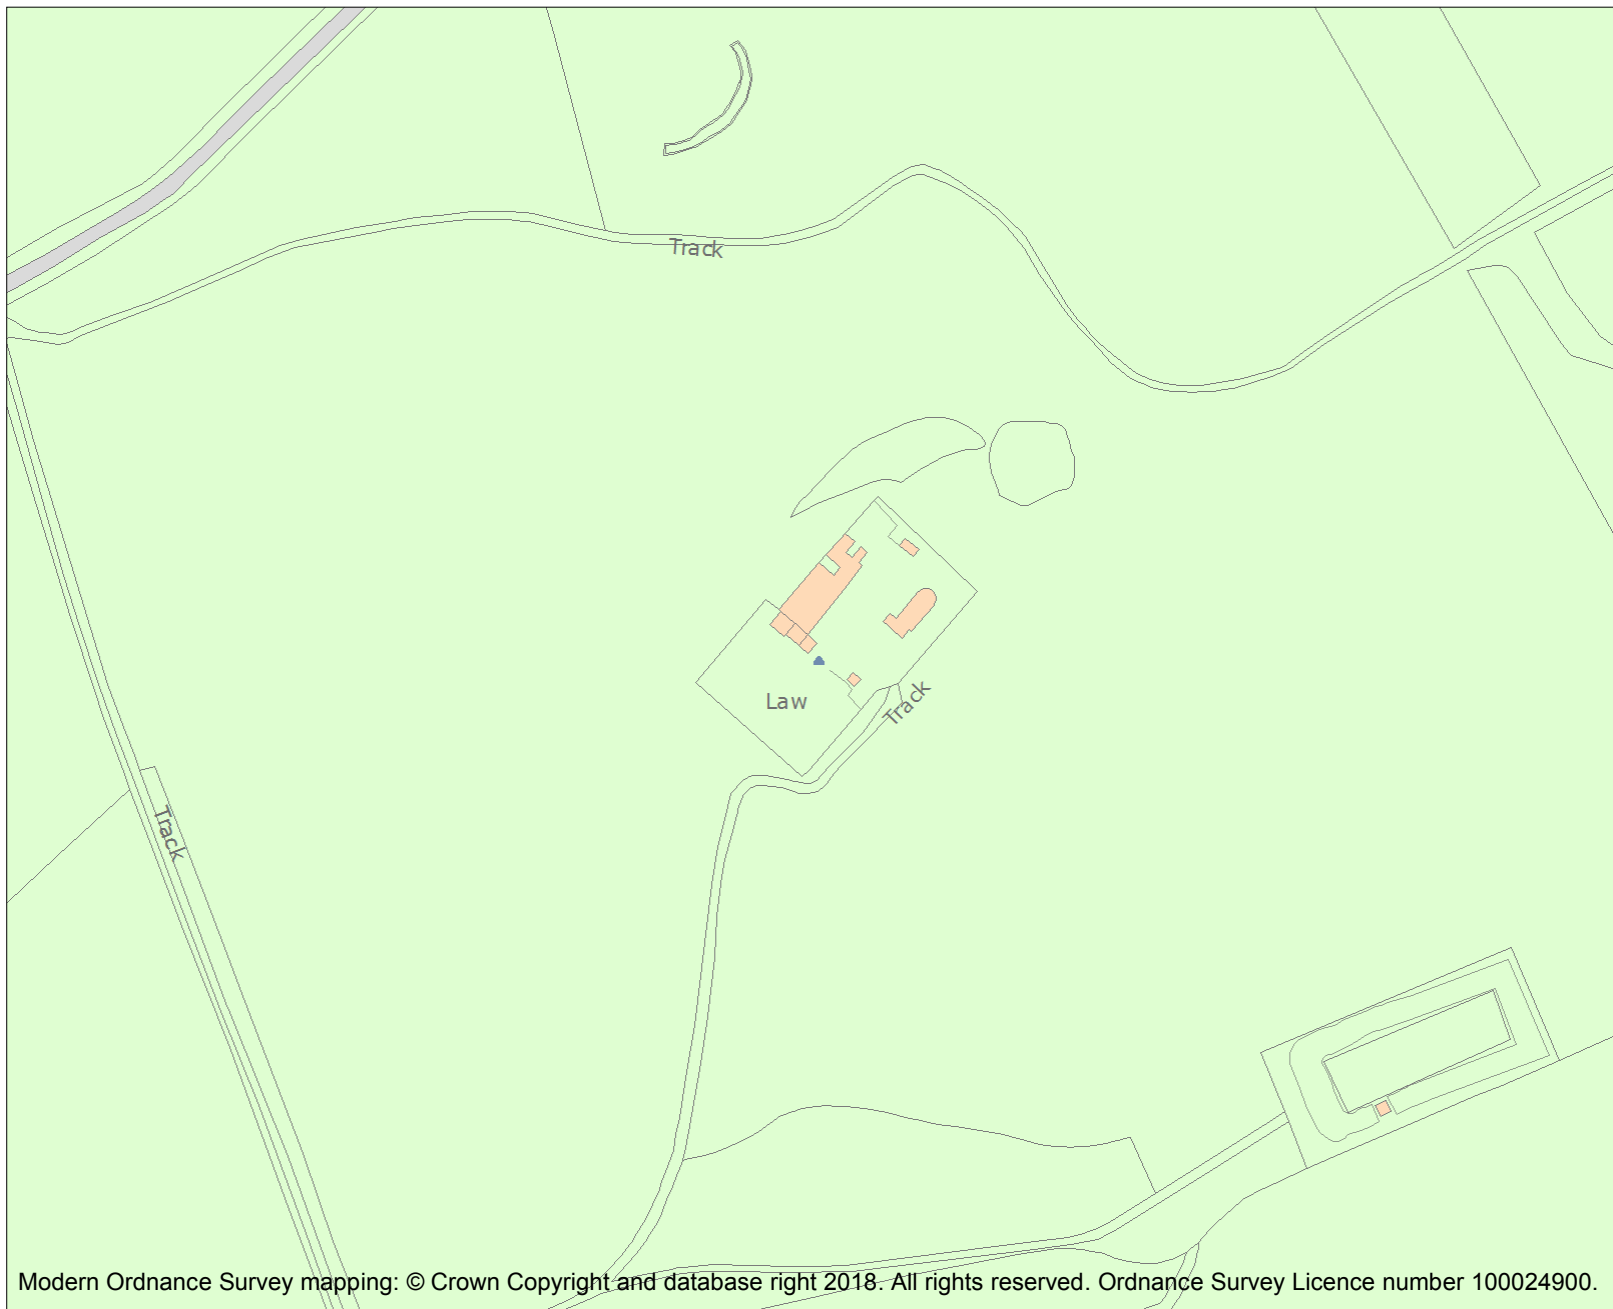 Track
Law
Track
Track
Modern Ordnance Survey mapping: © Crown Copyright and database right 2018. All rights reserved. Ordnance Survey Licence number 100024900.